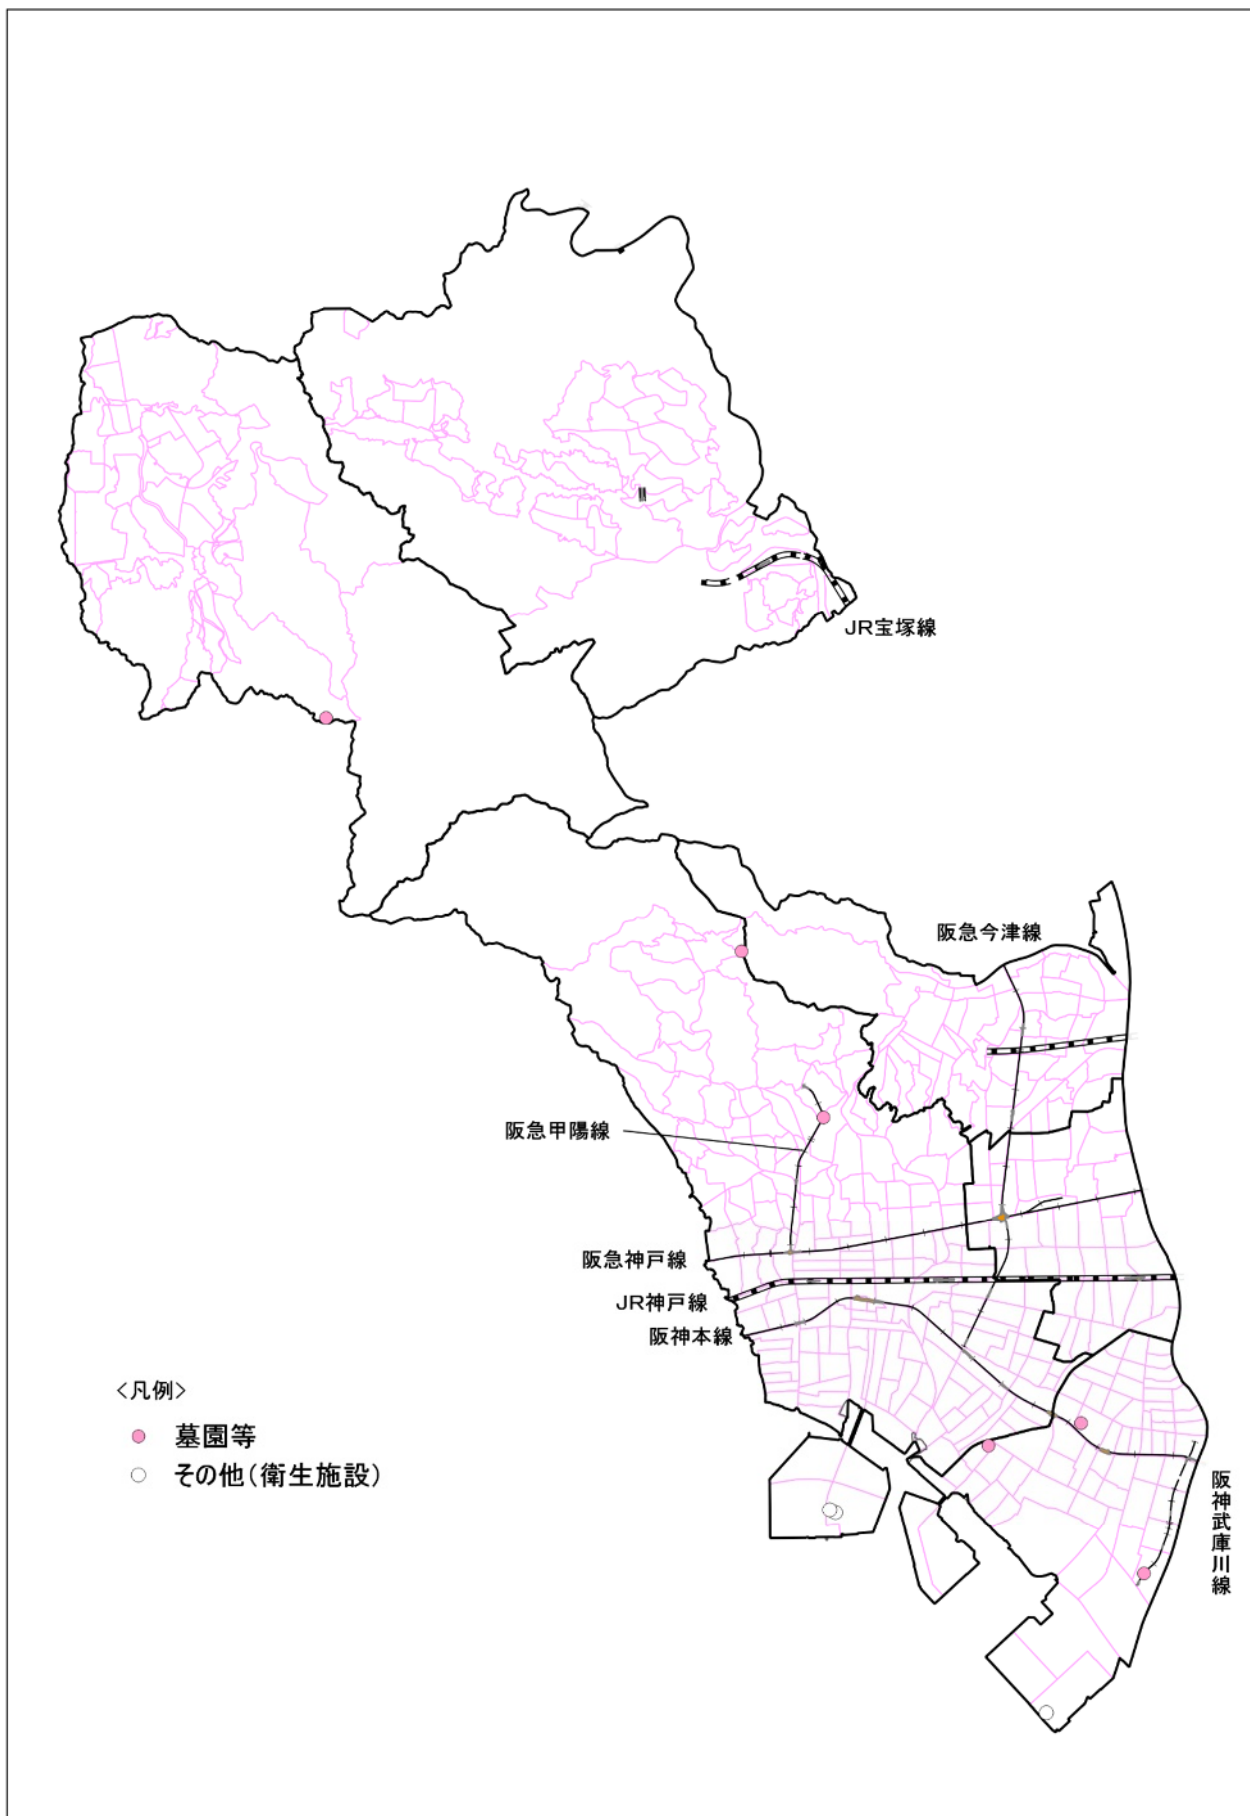 JR宝塚線
阪急今津線
阪急甲陽線
阪急神戸線
JR神戸線
阪神本線
<凡例>
墓園等
その他(衛生施設)
阪神武庫川線